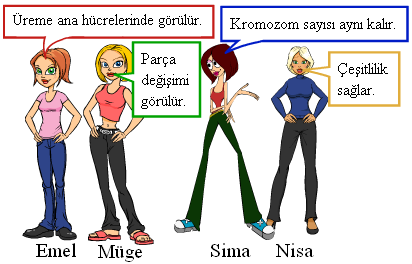 Üreme ana hücrelerinde görülür.
Kromozom sayısı aynı kalır.
Parça
değişimi
görülür.
Çeşitlilik
sağlar.
Emel
Müge
Sima
Nisa